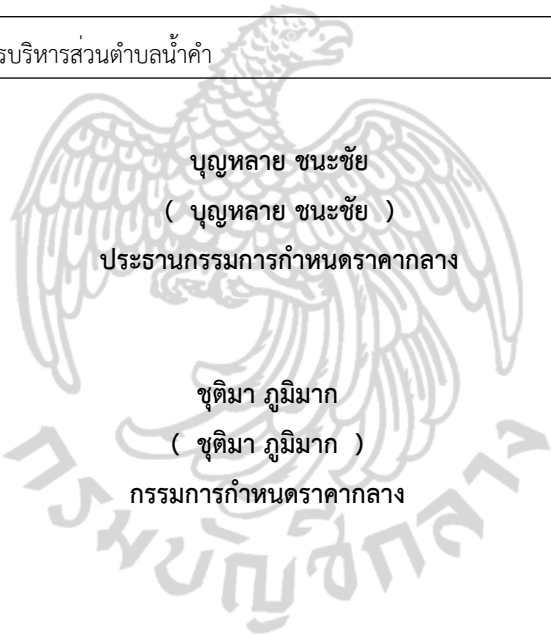 รบริหารส่วนตำบลน้ำคำ
บุญหลาย ชนะชัย
( บุญหลาย ชนะชัย )
ประธานกรรมการกำหนดราคากลาง
ชุติมา ภูมิมาก
( ชุติมา ภูมิมาก )
กรรมการกำหนดราคากลาง
กรมบัญชีกลาง